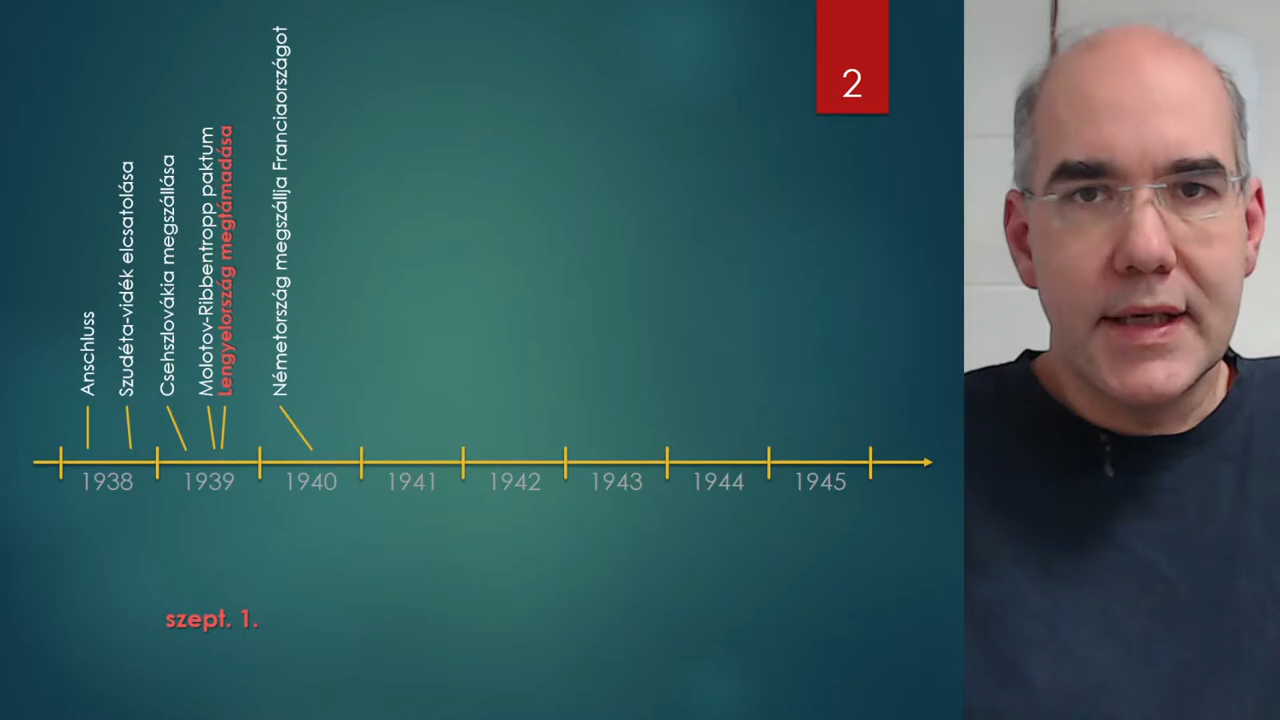 2
Anschluss
Szudéta-vidék elcsatolása
Csehszlovákia megszállása
Molotov-Ribbentropp paktum
Lengyelország megtámadása
Németország megszállja Franciaországot
1938 1939 1940 1941 1942 1943 1944 1945
szept. 1.